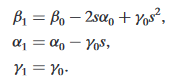 β₁ = β₀ − 2sα₀ + γ₀s²,
α₁ = α₀ − γ₀s,
γ₁ = γ₀.